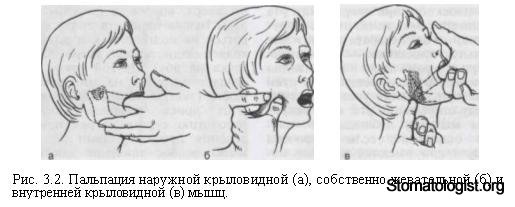 а
б
в
Рис. 3.2. Пальпация наружной крыловидной (а), собственно жевательной (б) и
внутренней крыловидной (в) мышц.
Stomatologist.org